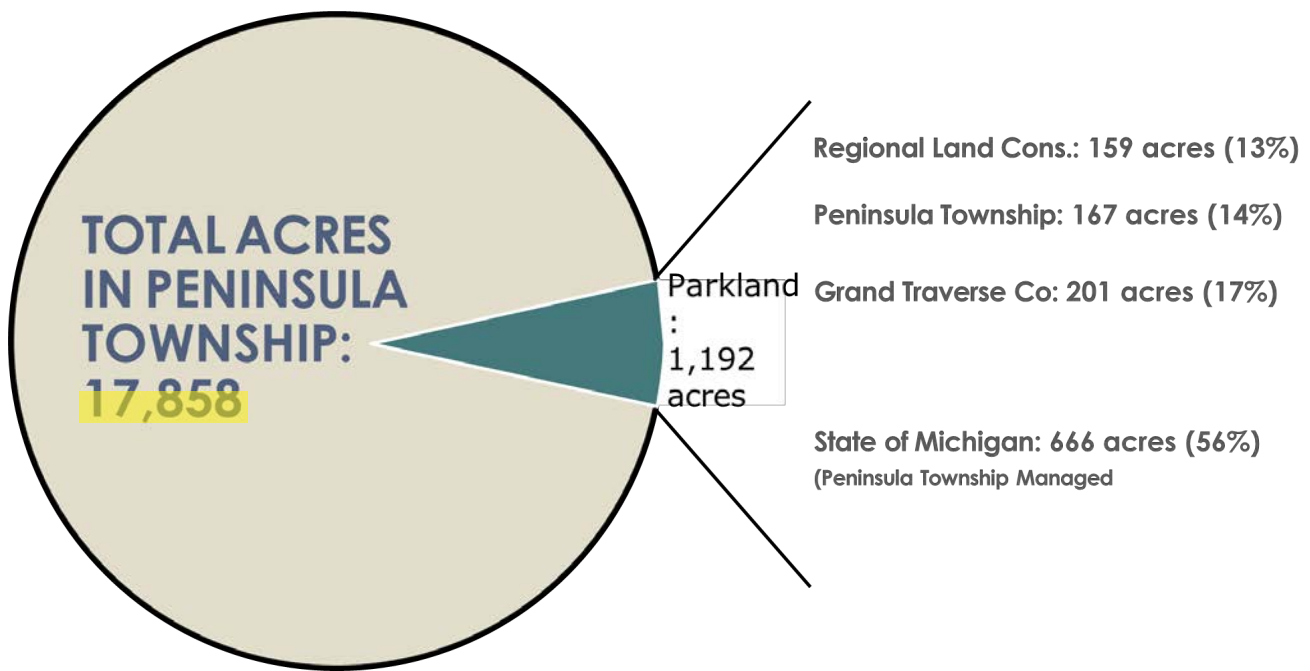 TOTAL ACRES
IN PENINSULA
TOWNSHIP:
17,858
Parkland
:
1,192
acres
Regional Land Cons.: 159 acres (13%)
Peninsula Township: 167 acres (14%)
Grand Traverse Co: 201 acres (17%)
State of Michigan: 666 acres (56%)
(Peninsula Township Managed